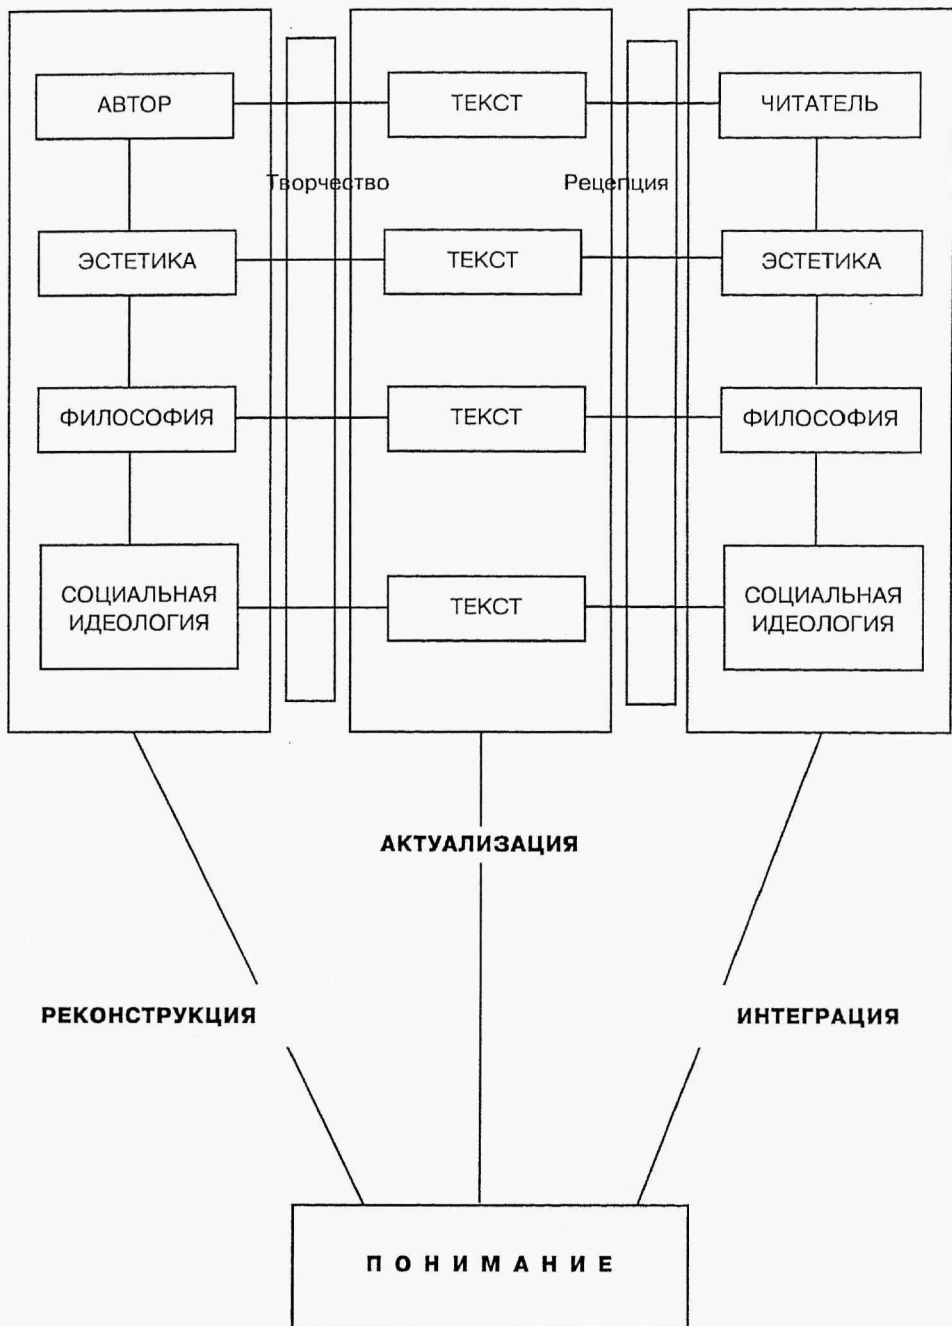 АВТОР
ТЕКСТ
ЧИТАТЕЛЬ
Творчество
Рецепция
ЭСТЕТИКА
ТЕКСТ
ЭСТЕТИКА
ФИЛОСОФИЯ
ТЕКСТ
ФИЛОСОФИЯ
СОЦИАЛЬНАЯ
ИДЕОЛОГИЯ
ТЕКСТ
СОЦИАЛЬНАЯ
ИДЕОЛОГИЯ
АКТУАЛИЗАЦИЯ
РЕКОНСТРУКЦИЯ
ИНТЕГРАЦИЯ
П О Н И М А Н И Е